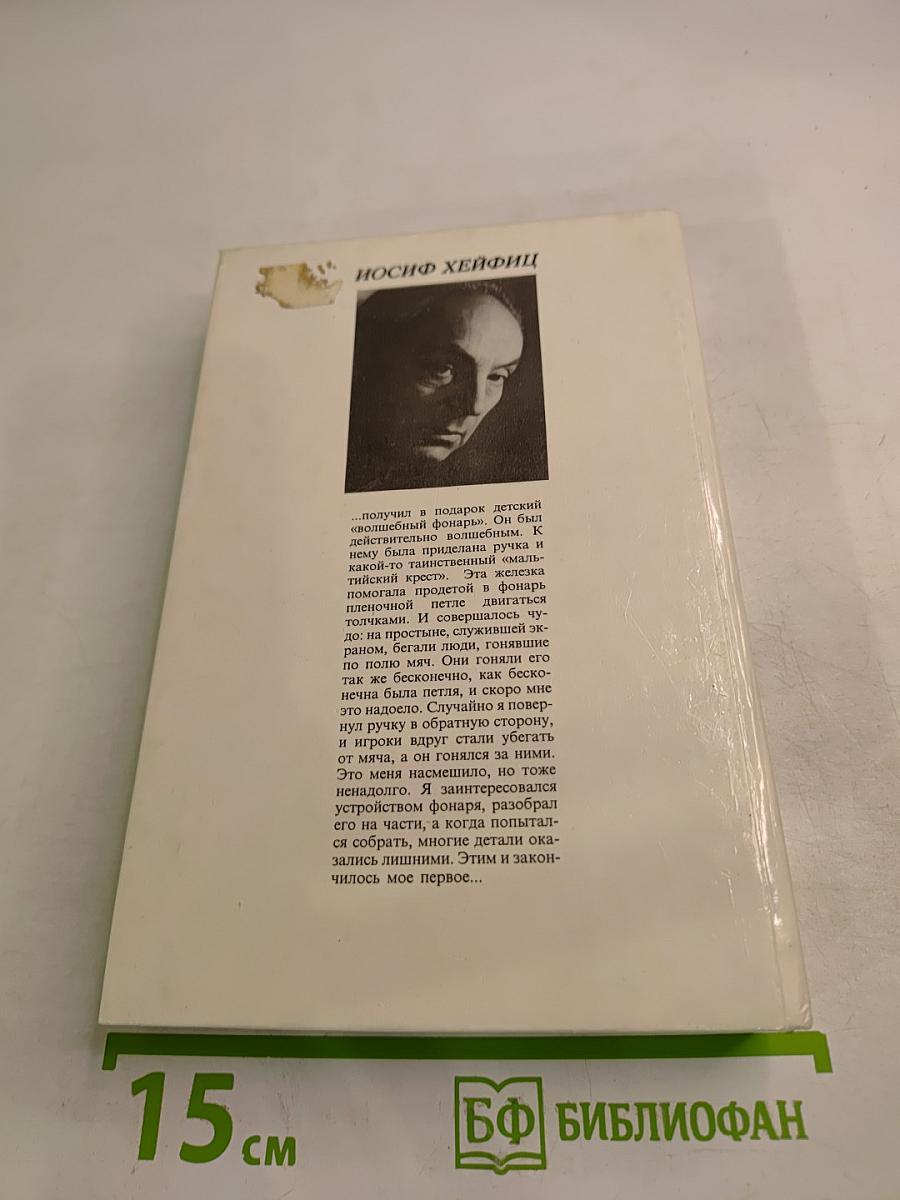 ИОСИФ ХЕЙФИЦ
...получил в подарок детский
«волшебный фонарь». Он был
действительно волшебным. К
нему была приделана ручка и
какой-то таинственный «маль-
тийский крест». Эта железка
помогала продетой в фонарь
пленочной петле двигаться
толчками. И совершалось чу-
до: на простыне, служившей эк-
раном, бегали люди, гонявшие
по полю мяч. Они гоняли его
так же бесконечно, как беско-
нечна была петля, и скоро мне
это надоело. Случайно я повер-
нул ручку в обратную сторону,
и игроки вдруг стали убегать
от мяча, а он гонялся за ними.
Это меня насмешило, но тоже
ненадолго. Я заинтересовался
устройством фонаря, разобрал
его на части, а когда попытал-
ся собрать, многие детали ока-
зались лишними. Этим и закон-
чилось мое первое...
15 см
БФ БИБЛИОФАН